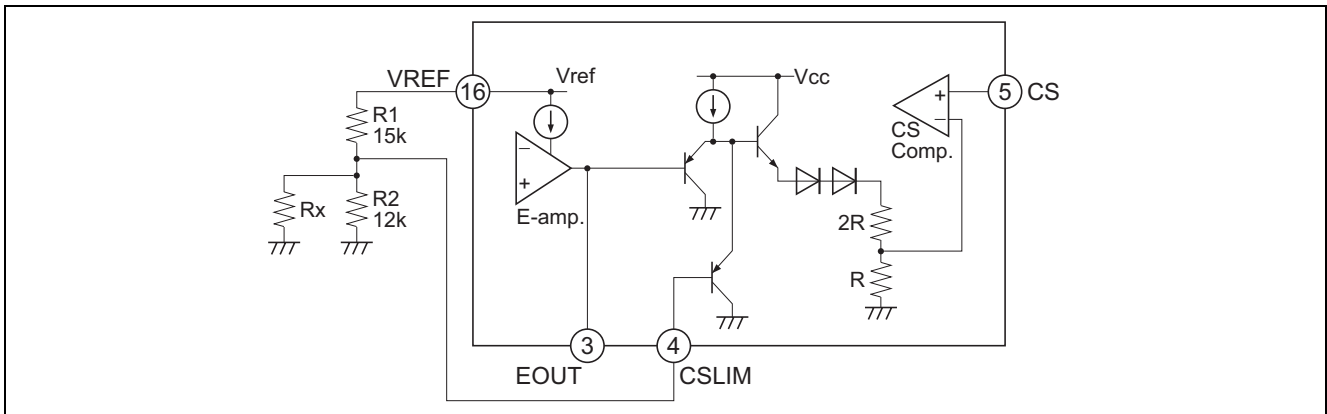 VREF
16
Vref
Vcc
5
CS
R1
15k
−
+
E-amp.
+
−
CS
Comp.
Rx
R2
12k
2R
R
3
EOUT
4
CSLIM